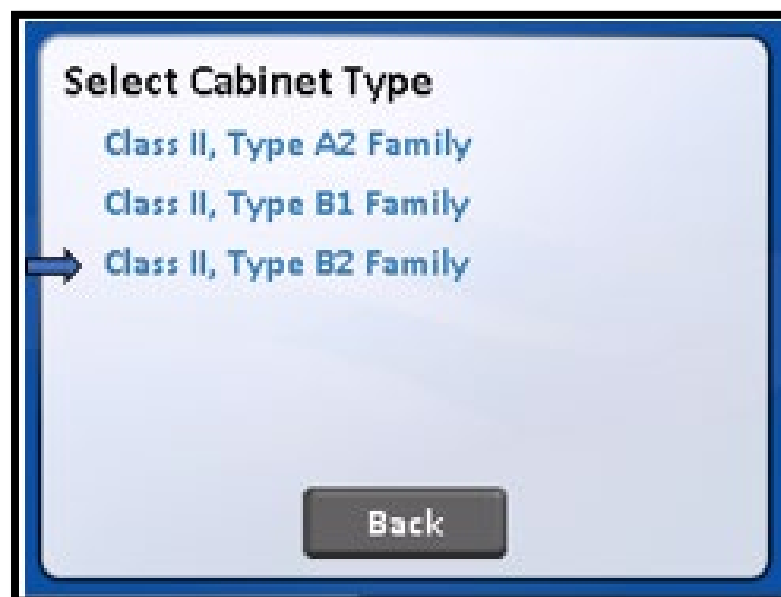 Select Cabinet Type
Class II, Type A2 Family
Class II, Type B1 Family
Class II, Type B2 Family
Back